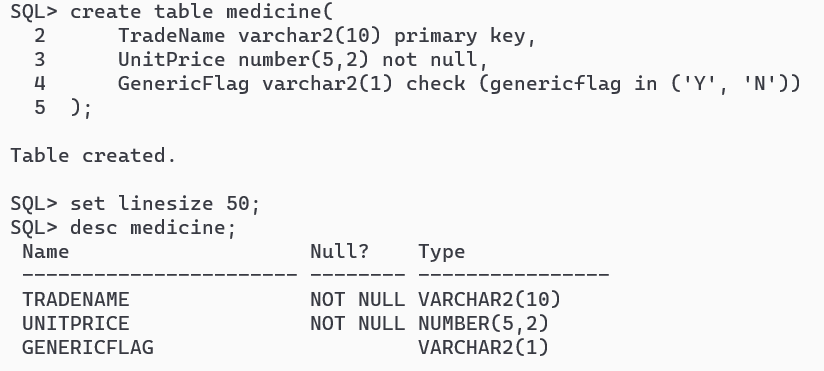 SQL> create table medicine(
  2      TradeName varchar2(10) primary key,
  3      UnitPrice number(5,2) not null,
  4      GenericFlag varchar2(1) check (genericflag in ('Y', 'N'))
  5  );
Table created.
SQL> set linesize 50;
SQL> desc medicine;
 Name                    Null?    Type
 ----------------------- -------- ----------------
 TRADENAME               NOT NULL VARCHAR2(10)
 UNITPRICE               NOT NULL NUMBER(5,2)
 GENERICFLAG                      VARCHAR2(1)